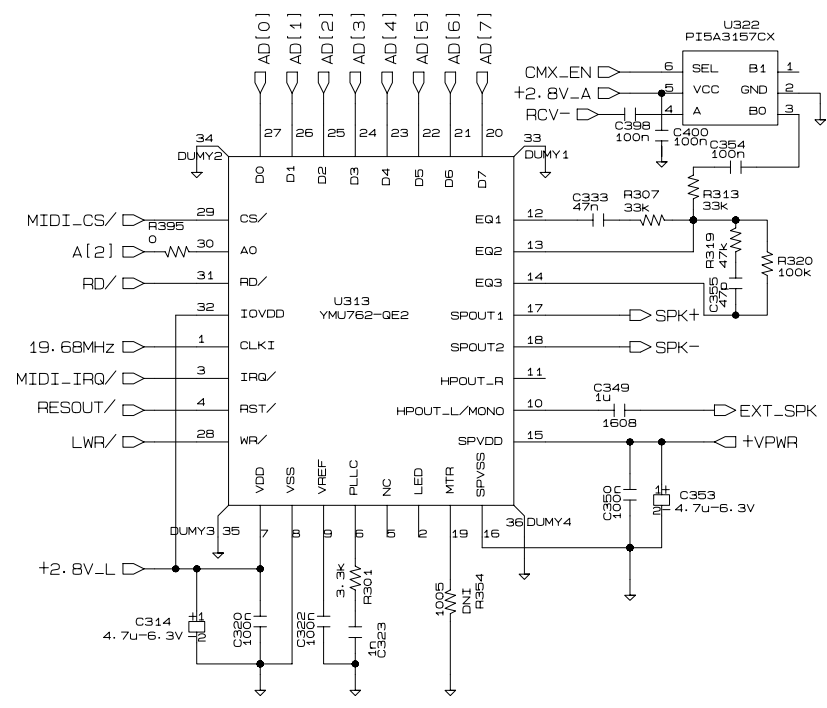 AD[0]
AD[1]
AD[2]
AD[3]
AD[4]
AD[5]
AD[6]
AD[7]
U322
PI5A3157CX
CMX_EN
6
SEL
B1
1
+2.8V_A
5
VCC
GND
2
RCV-
4
A
B0
3
C398
100n
C400
100n
C354
100n
34
DUMY2
27
26
25
24
23
22
21
20
33
DUMY1
D0
D1
D2
D3
D4
D5
D6
D7
R313
33k
MIDI_CS/
29
CS/
EQ1
12
C333
47n
R307
33k
R395
0
A[2]
30
A0
EQ2
13
R319
47k
RD/
31
RD/
EQ3
14
C355
47p
R320
100k
U313
YMU762-QE2
32
IOVDD
SPOUT1
17
SPK+
19.68MHz
1
CLKI
SPOUT2
18
SPK-
MIDI_IRQ/
3
IRQ/
HPOUT_R
11
RESOUT/
4
RST/
HPOUT_L/MONO
10
C349
1u
1608
EXT_SPK
LWR/
28
WR/
SPVDD
15
+VPWR
VDD
VSS
VREF
PLLC
NC
LED
MTR
SPVSS
C350
100n
1+
2
C353
4.7u-6.3V
DUMY3
35
7
8
9
6
5
2
19
16
36
DUMY4
+2.8V_L
3.3k
R301
1005
DNI
R354
C314
4.7u-6.3V
+1
2
C320
100n
C322
100n
1n
C323